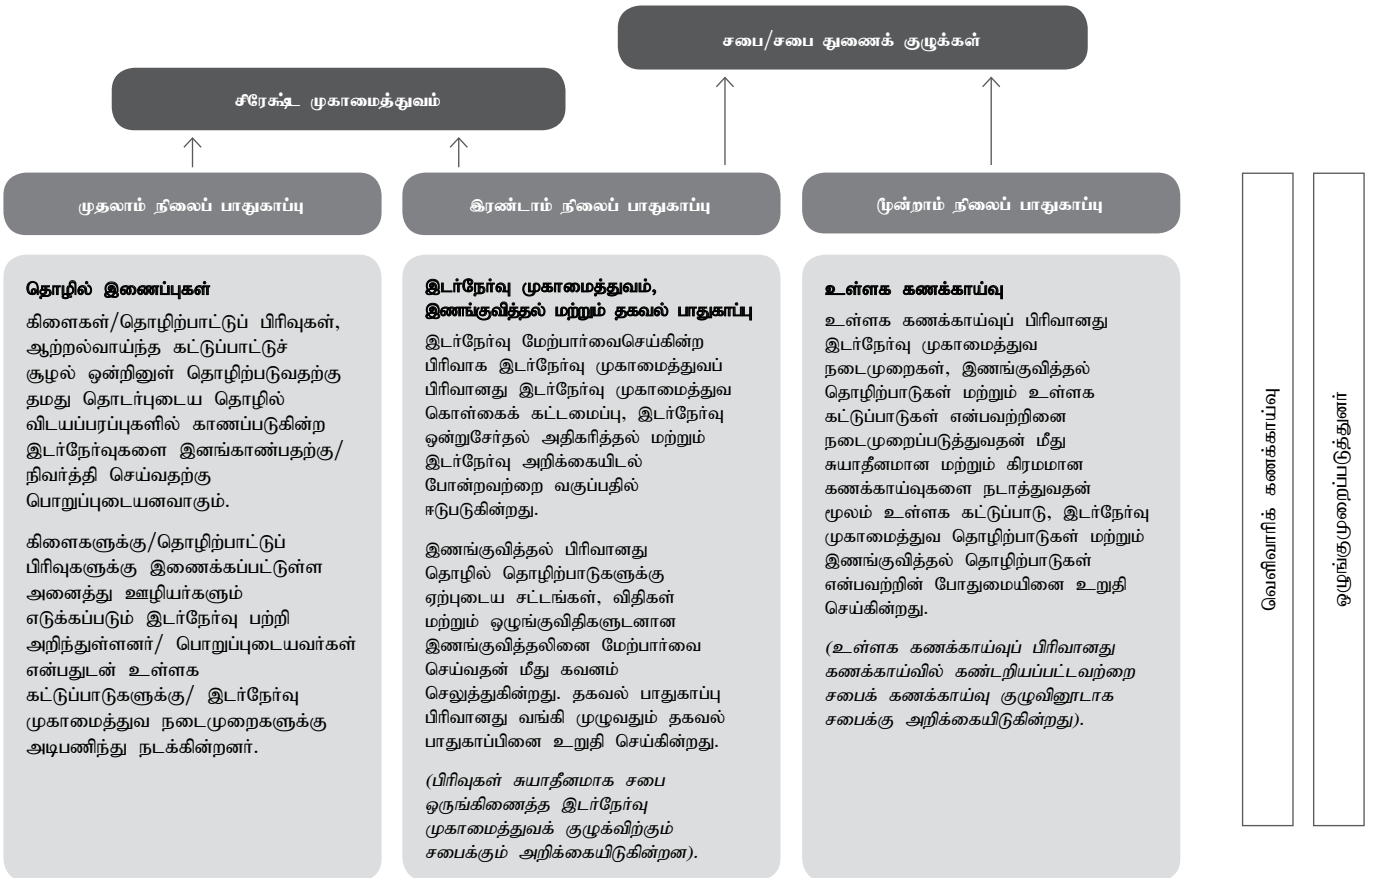 சபை/சபை துணைக் குழுக்கள்
சிரேஷ்ட முகாமைத்துவம்
முதலாம் நிலைப் பாதுகாப்பு
இரண்டாம் நிலைப் பாதுகாப்பு
மூன்றாம் நிலைப் பாதுகாப்பு
தொழில் இணைப்புகள்
கிளைகள்/தொழிற்பாட்டுப் பிரிவுகள்,
ஆற்றல்வாய்ந்த கட்டுப்பாட்டுச்
சூழல் ஒன்றினுள் தொழிற்படுவதற்கு
தமது தொடர்புடைய தொழில்
விடயப்பரப்புகளில் காணப்படுகின்ற
இடர்நேர்வுகளை இனங்காண்பதற்கு/
நிவர்த்தி செய்வதற்கு
பொறுப்புடையனவாகும்.
கிளைகளுக்கு/தொழிற்பாட்டுப்
பிரிவுகளுக்கு இணைக்கப்பட்டுள்ள
அனைத்து ஊழியர்களும்
எடுக்கப்படும் இடர்நேர்வு பற்றி
அறிந்துள்ளனர்/ பொறுப்புடையவர்கள்
என்பதுடன் உள்ளக
கட்டுப்பாடுகளுக்கு/ இடர்நேர்வு
முகாமைத்துவ நடைமுறைகளுக்கு
அடிபணிந்து நடக்கின்றனர்.
இடர்நேர்வு முகாமைத்துவம்,
இணங்குவித்தல் மற்றும் தகவல் பாதுகாப்பு
இடர்நேர்வு மேற்பார்வைசெய்கின்ற
பிரிவாக இடர்நேர்வு முகாமைத்துவப்
பிரிவானது இடர்நேர்வு முகாமைத்துவ
கொள்கைக் கட்டமைப்பு, இடர்நேர்வு
ஒன்றுசேர்தல் அதிகரித்தல் மற்றும்
இடர்நேர்வு அறிக்கையிடல்
போன்றவற்றை வகுப்பதில்
ஈடுபடுகின்றது.
இணங்குவித்தல் பிரிவானது
தொழில் தொழிற்பாடுகளுக்கு
ஏற்புடைய சட்டங்கள், விதிகள்
மற்றும் ஒழுங்குவிதிகளுடனான
இணங்குவித்தலினை மேற்பார்வை
செய்வதன் மீது கவனம்
செலுத்துகின்றது. தகவல் பாதுகாப்பு
பிரிவானது வங்கி முழுவதும் தகவல்
பாதுகாப்பினை உறுதி செய்கின்றது.
(பிரிவுகள் சுயாதீனமாக சபை
ஒருங்கிணைத்த இடர்நேர்வு
முகாமைத்துவக் குழுக்விற்கும்
சபைக்கும் அறிக்கையிடுகின்றன).
உள்ளக கணக்காய்வு
உள்ளக கணக்காய்வுப் பிரிவானது
இடர்நேர்வு முகாமைத்துவ
நடைமுறைகள், இணங்குவித்தல்
தொழிற்பாடுகள் மற்றும் உள்ளக
கட்டுப்பாடுகள் என்பவற்றினை
நடைமுறைப்படுத்துவதன் மீது
சுயாதீனமான மற்றும் கிரமமான
கணக்காய்வுகளை நடாத்துவதன்
மூலம் உள்ளக கட்டுப்பாடு, இடர்நேர்வு
முகாமைத்துவ தொழிற்பாடுகள் மற்றும்
இணங்குவித்தல் தொழிற்பாடுகள்
என்பவற்றின் போதுமையினை உறுதி
செய்கின்றது.
(உள்ளக கணக்காய்வுப் பிரிவானது
கணக்காய்வில் கண்டறியப்பட்டவற்றை
சபைக் கணக்காய்வு குழுவினூடாக
சபைக்கு அறிக்கையிடுகின்றது).
வெளிவாரிக் கணக்காய்வு
ஒழுங்குமுறைப்படுத்துனர்